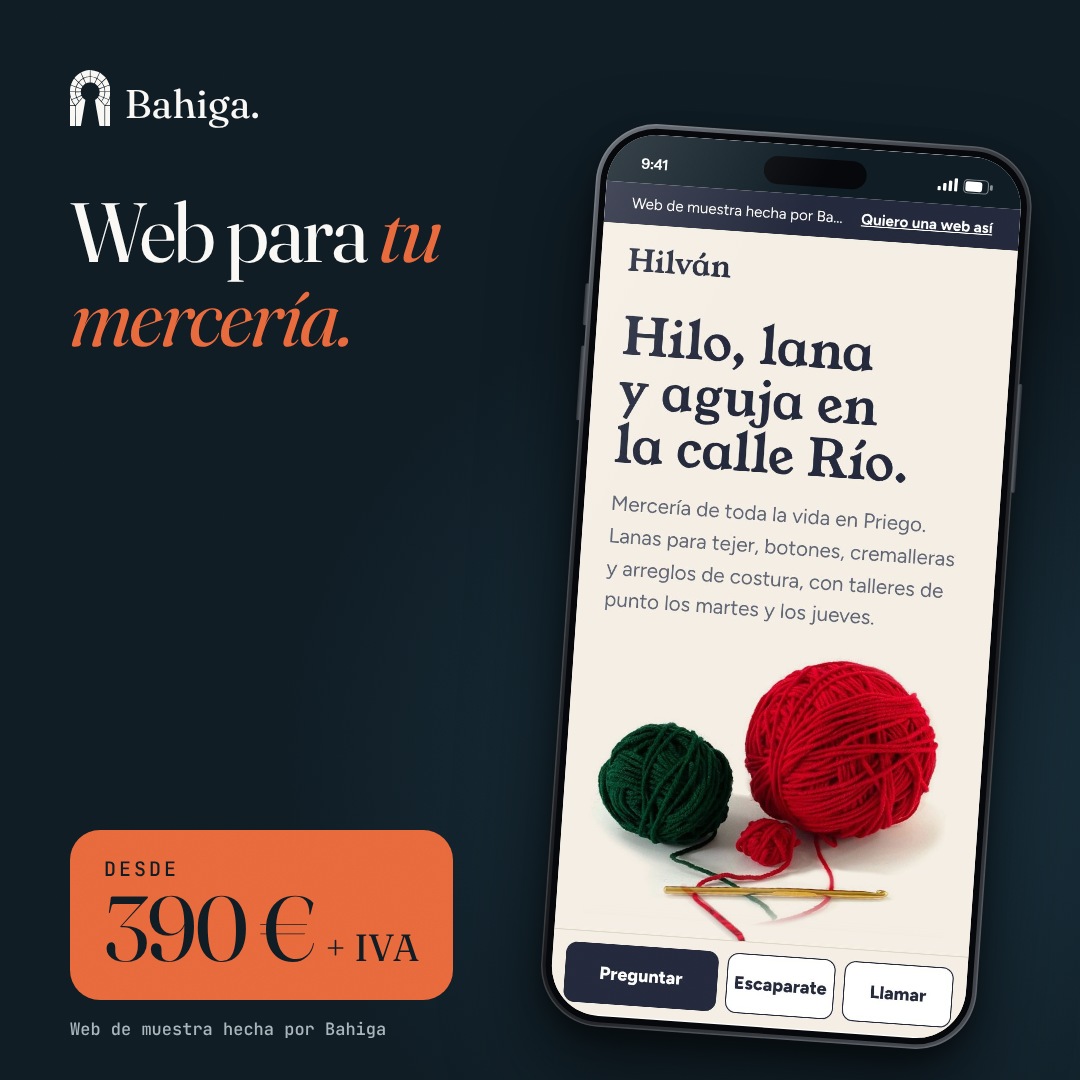 Bahiga.
Web para tu
mercería.
DESDE
390 € + IVA
Web de muestra hecha por Bahiga
9:41
Web de muestra hecha por Ba... Quiero una web así
Hilván
Hilo, lana
y aguja en
la calle Río.
Mercería de toda la vida en Priego.
Lanas para tejer, botones, cremalleras
y arreglos de costura, con talleres de
punto los martes y los jueves.
Preguntar
Escaparate
Llamar